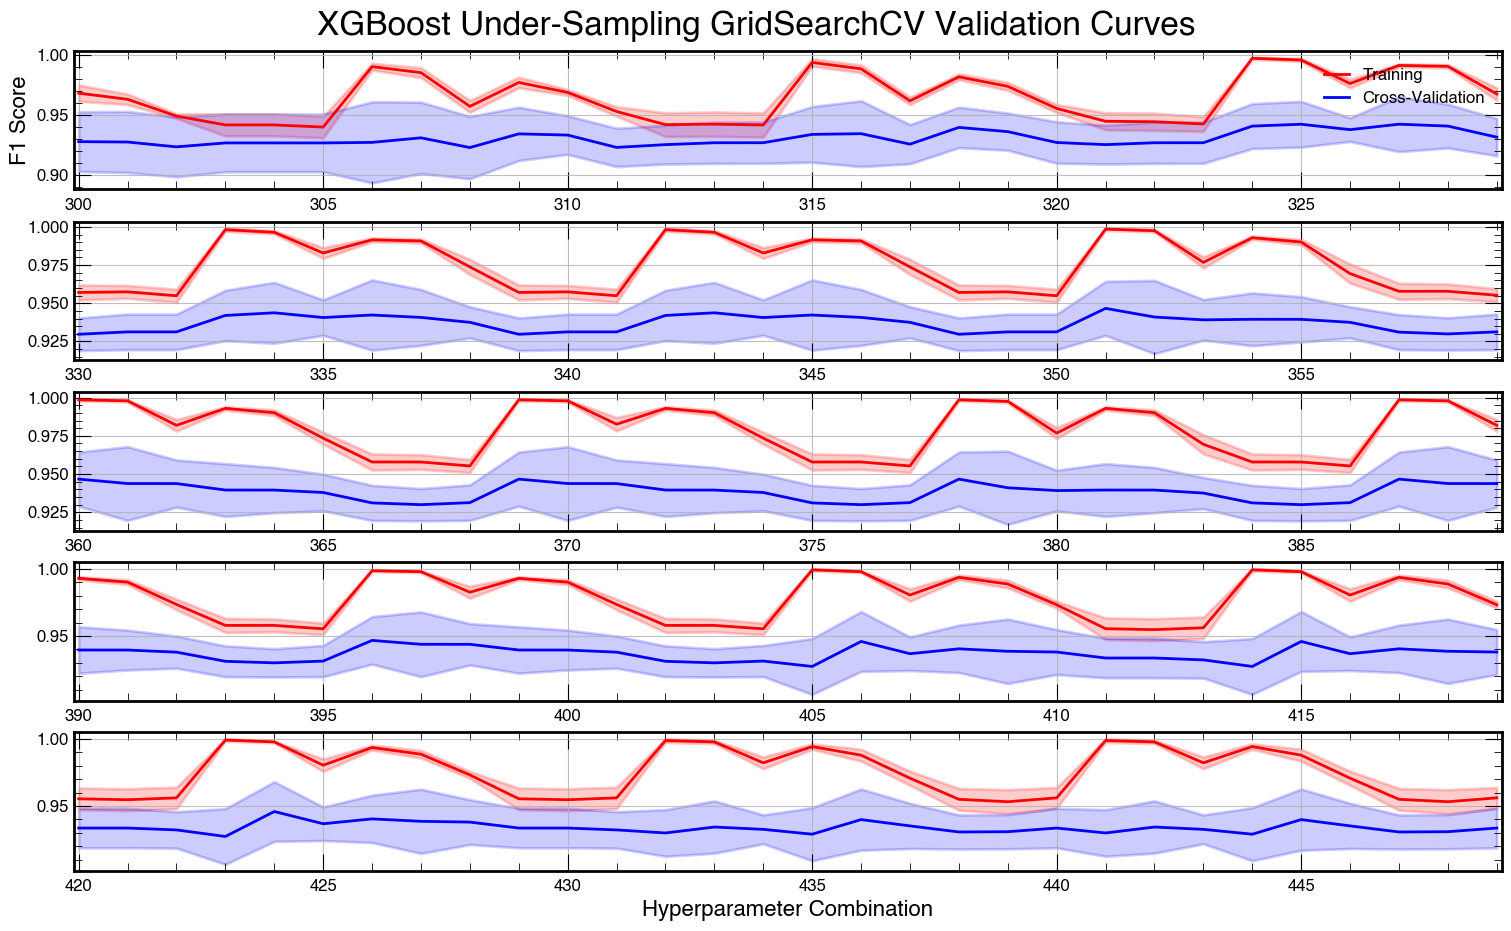 XGBoost Under-Sampling GridSearchCV Validation Curves
F1 Score
1.00
0.95
0.90
Training
Cross-Validation
300 305 310 315 320 325
1.000
0.975
0.950
0.925
330 335 340 345 350 355
1.000
0.975
0.950
0.925
360 365 370 375 380 385
1.00
0.95
390 395 400 405 410 415
1.00
0.95
420 425 430 435 440 445
Hyperparameter Combination